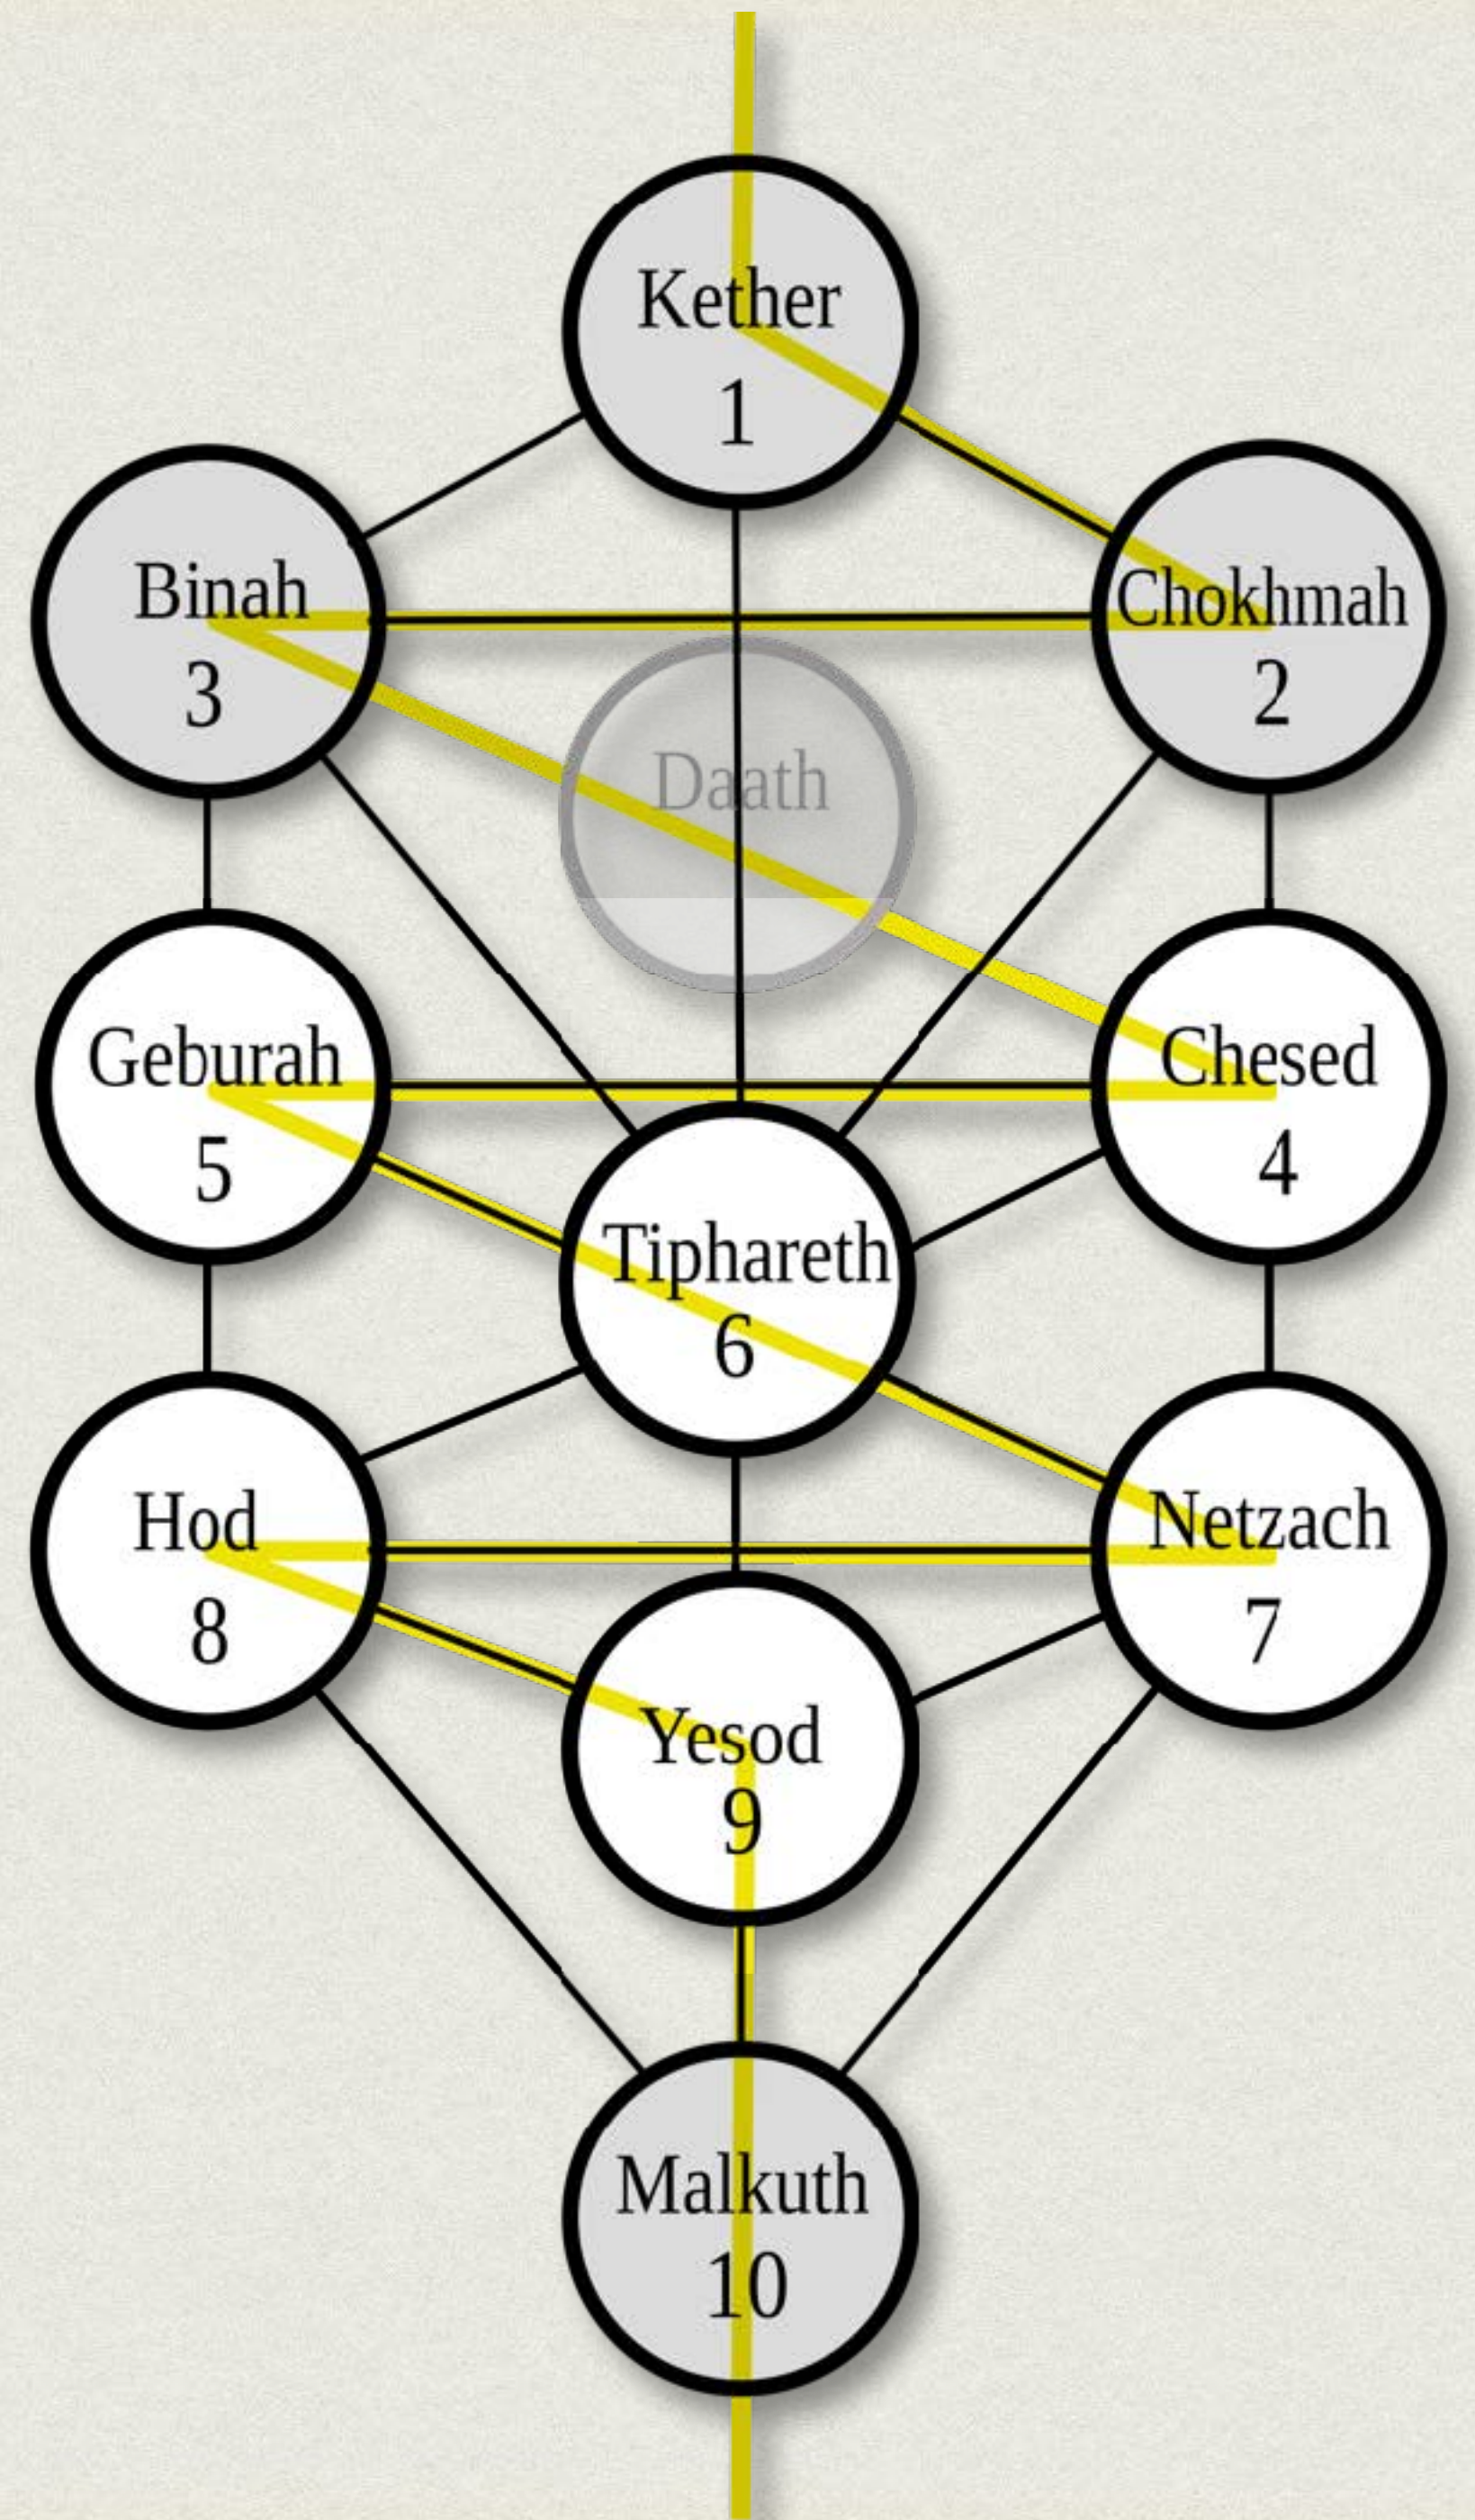 Kether
1
Binah
3
Chokhmah
2
Daath
Geburah
5
Chesed
4
Tiphareth
6
Hod
8
Netzach
7
Yesod
9
Malkuth
10